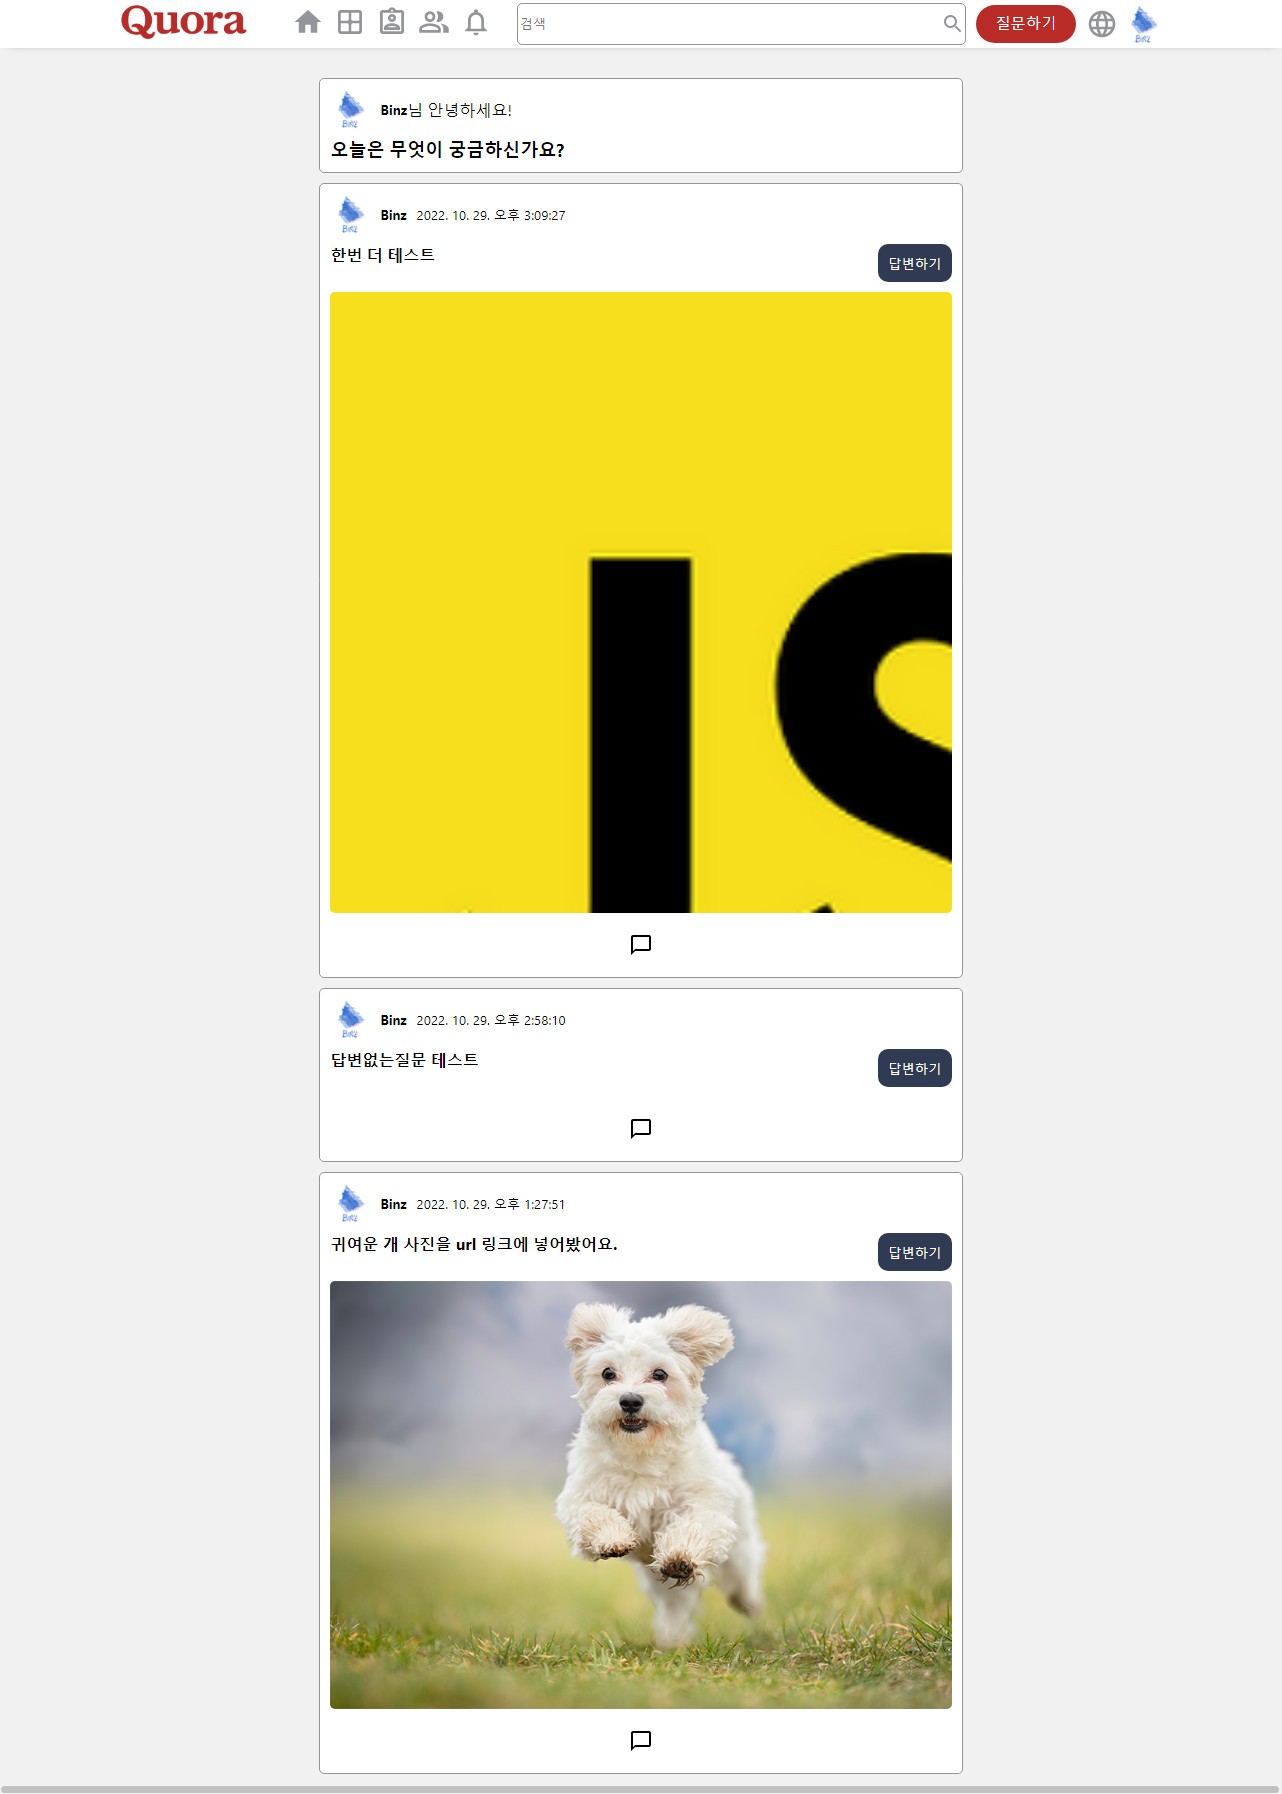 Quora
검색
질문하기
Binz
Binz
Binz님 안녕하세요!
오늘은 무엇이 궁금하신가요?
Binz
Binz 2022. 10. 29. 오후 3:09:27
한번 더 테스트
답변하기
Binz
Binz 2022. 10. 29. 오후 2:58:10
답변없는질문 테스트
답변하기
Binz
Binz 2022. 10. 29. 오후 1:27:51
귀여운 개 사진을 url 링크에 넣어봤어요.
답변하기